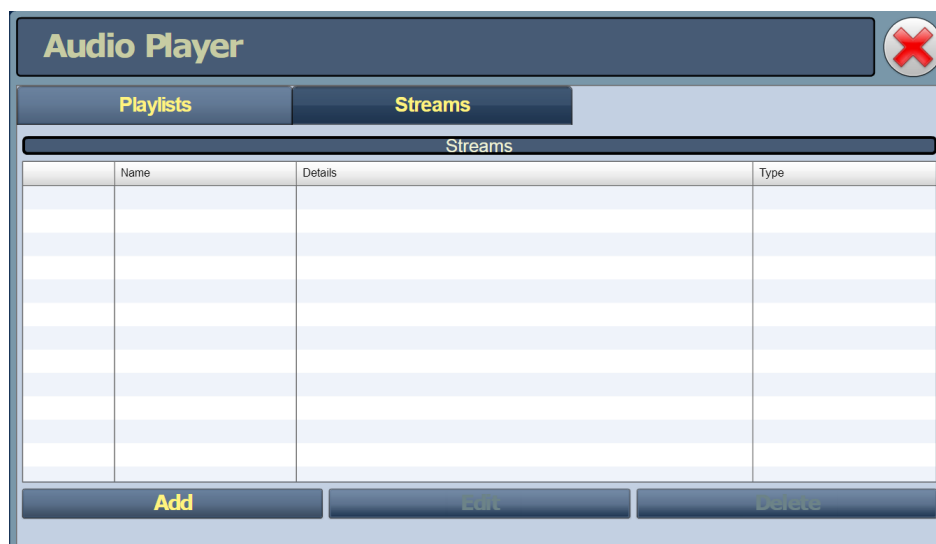 Audio Player
Playlists Streams
Streams
Name Details Type
Add Edit Delete